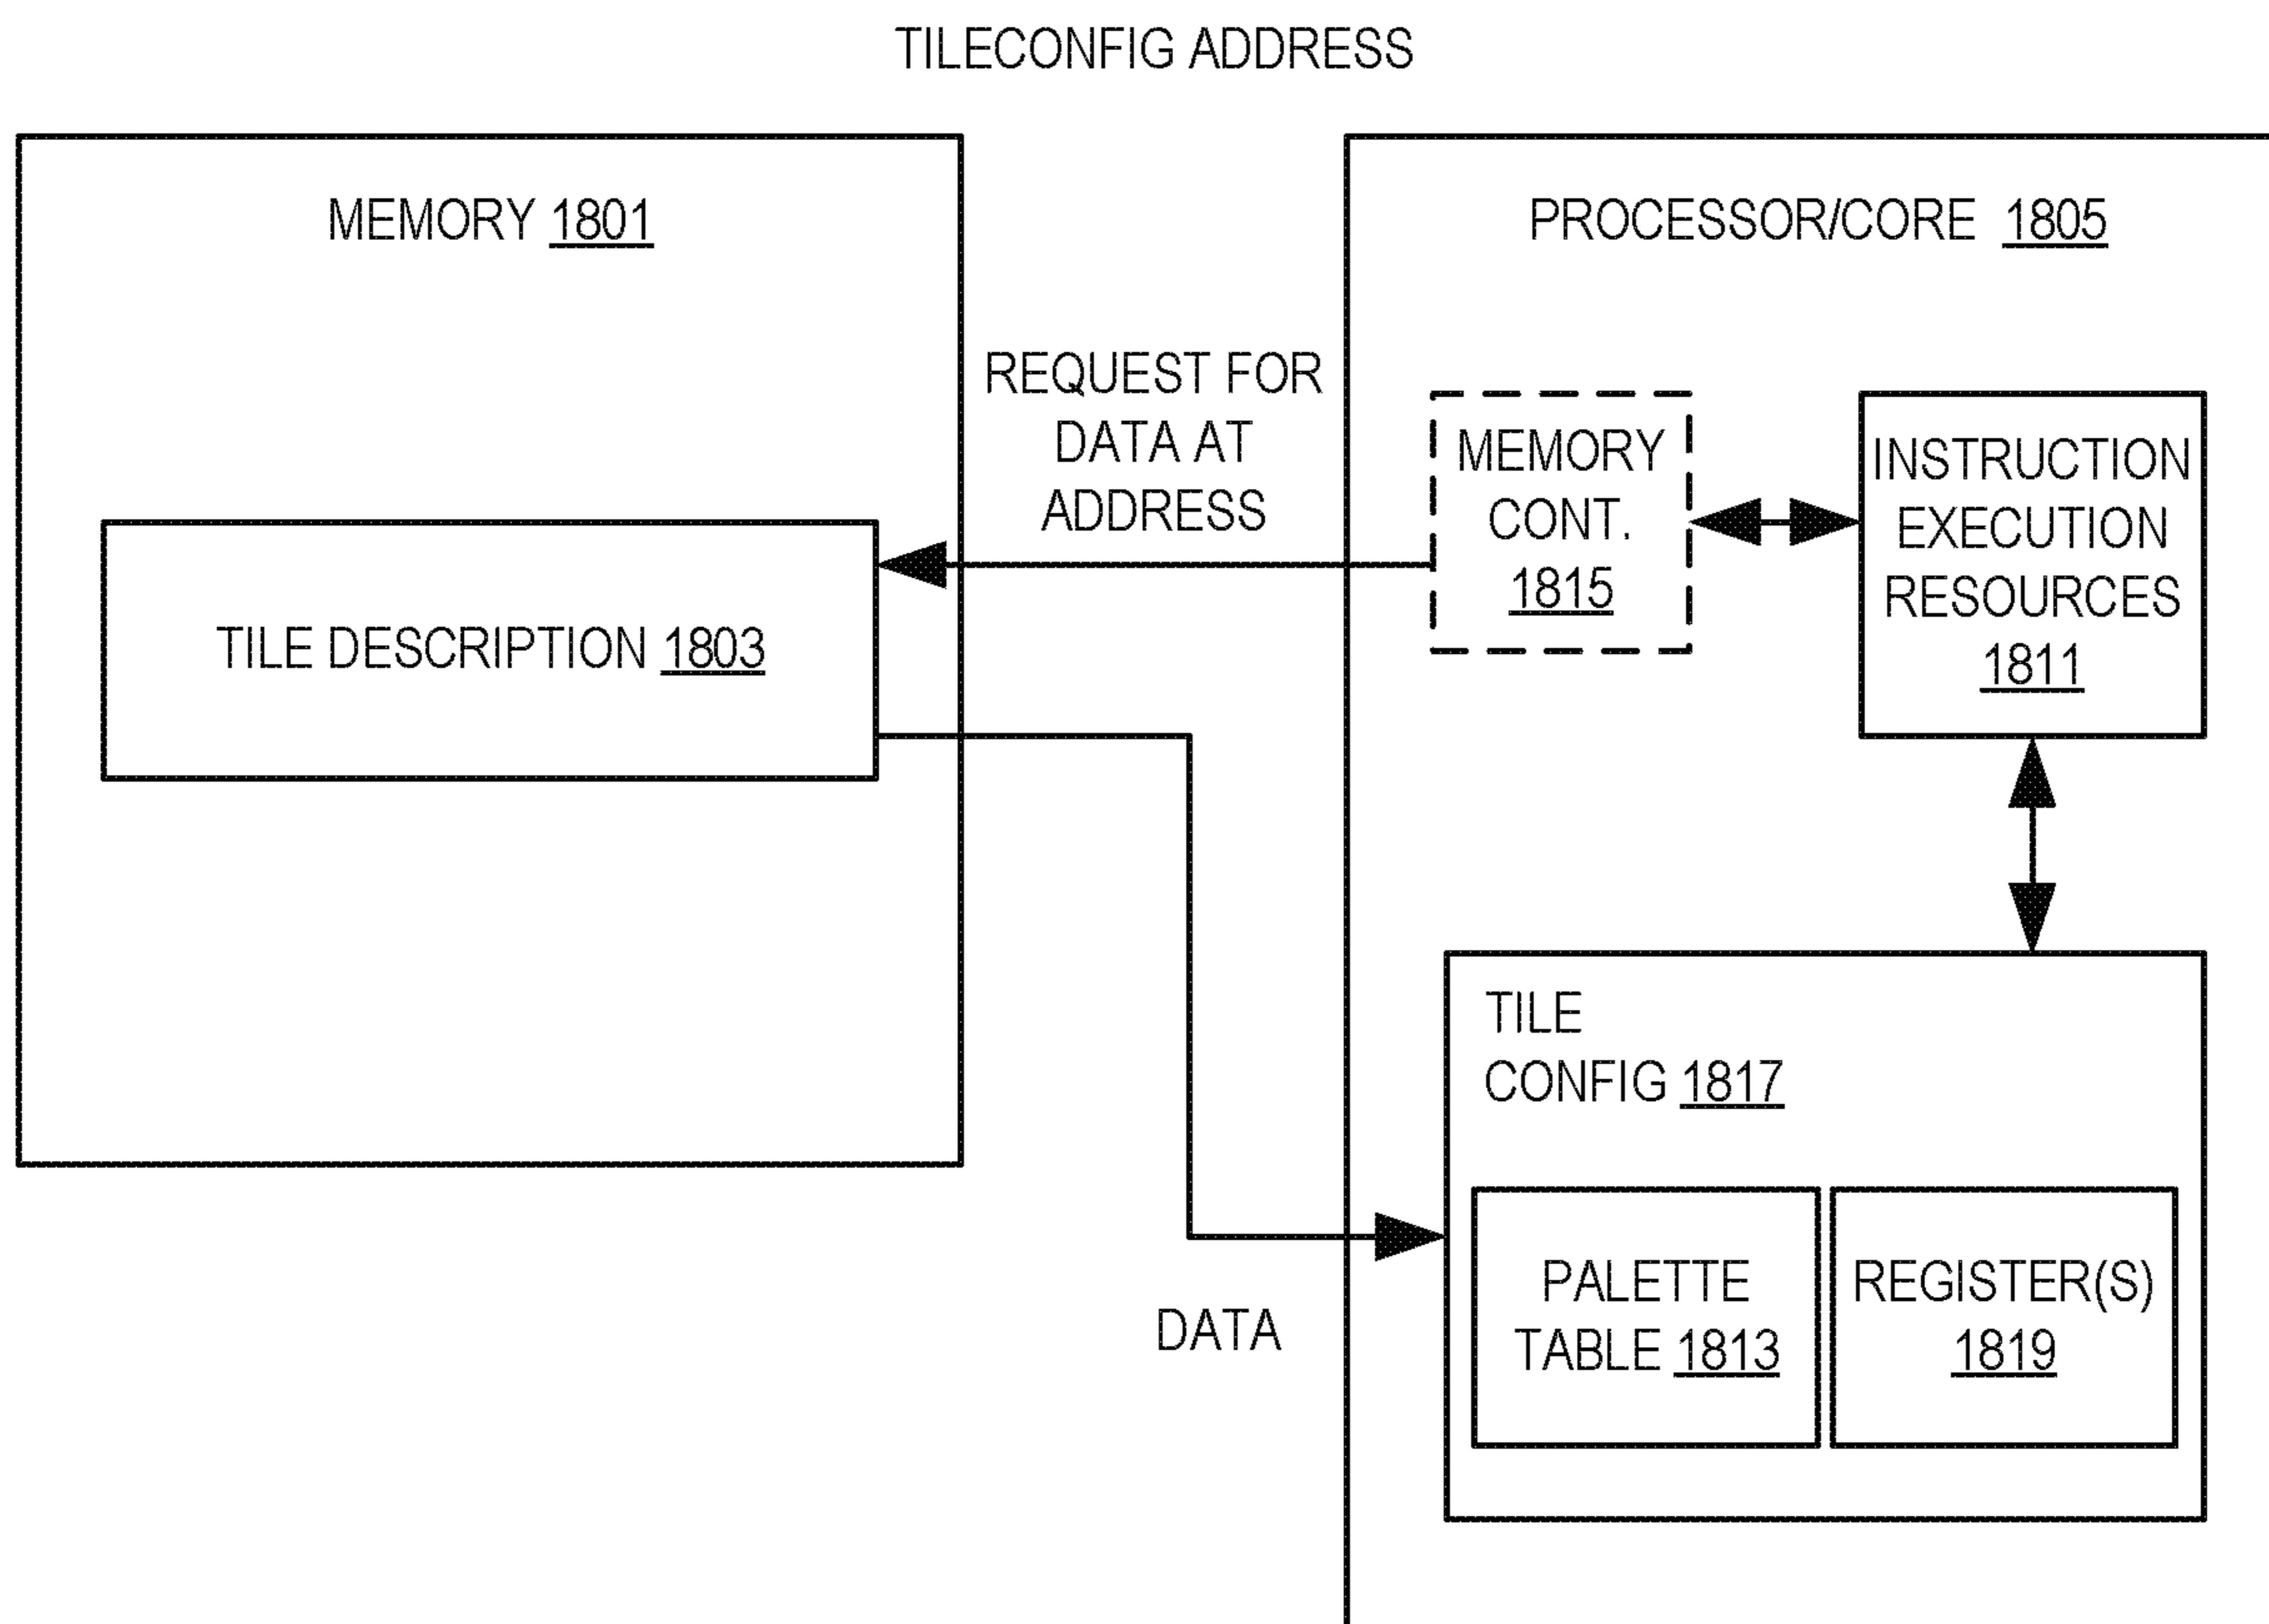 TILECONFIG ADDRESS
MEMORY 1801
PROCESSOR/CORE 1805
REQUEST FOR
DATA AT
ADDRESS
MEMORY
CONT.
1815
INSTRUCTION
EXECUTION
RESOURCES
1811
TILE DESCRIPTION 1803
TILE
CONFIG 1817
PALETTE
TABLE 1813
REGISTER(S)
1819
DATA